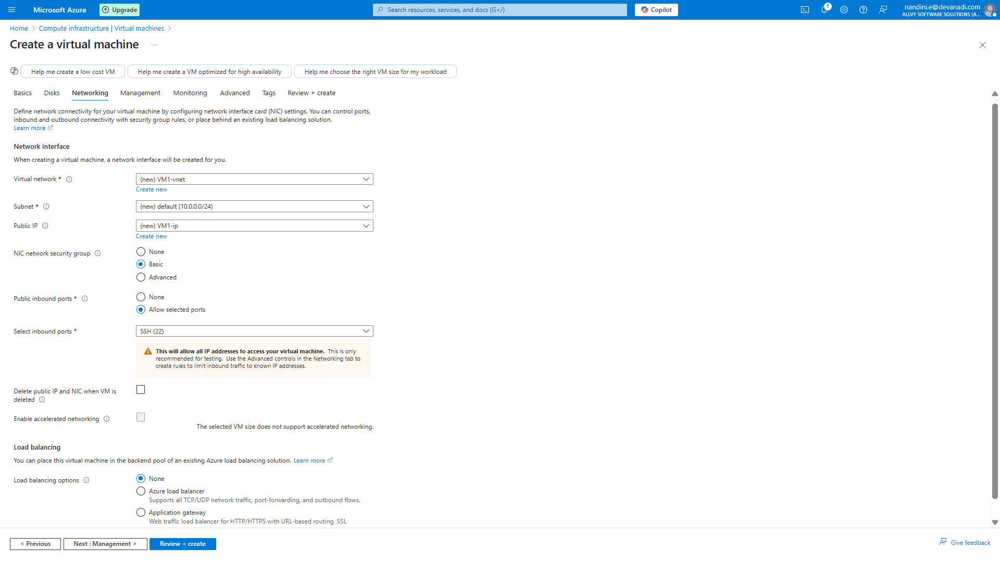 Microsoft Azure
Upgrade
Search resources, services, and docs (G+/)
Copilot
6
nandini.e@devanadi.com
ALLVY SOFTWARE SOLUTIONS (A...
Home > Compute infrastructure | Virtual machines >
Create a virtual machine ...
Help me create a low cost VM
Help me create a VM optimized for high availability
Help me choose the right VM size for my workload
Basics Disks Networking Management Monitoring Advanced Tags Review + create
Define network connectivity for your virtual machine by configuring network interface card (NIC) settings. You can control ports,
inbound and outbound connectivity with security group rules, or place behind an existing load balancing solution.
Learn more
Network interface
When creating a virtual machine, a network interface will be created for you.
Virtual network *
(new) VM1-vnet
Create new
Subnet *
(new) default (10.0.0.0/24)
Public IP
(new) VM1-ip
Create new
NIC network security group
None
Basic
Advanced
Public inbound ports *
None
Allow selected ports
Select inbound ports *
SSH (22)
This will allow all IP addresses to access your virtual machine. This is only
recommended for testing. Use the Advanced controls in the Networking tab to
create rules to limit inbound traffic to known IP addresses.
Delete public IP and NIC when VM is
deleted
Enable accelerated networking
The selected VM size does not support accelerated networking.
Load balancing
You can place this virtual machine in the backend pool of an existing Azure load balancing solution. Learn more
Load balancing options
None
Azure load balancer
Supports all TCP/UDP network traffic, port-forwarding, and outbound flows.
Application gateway
Web traffic load balancer for HTTP/HTTPS with URL-based routing, SSL
< Previous
Next : Management >
Review + create
Give feedback